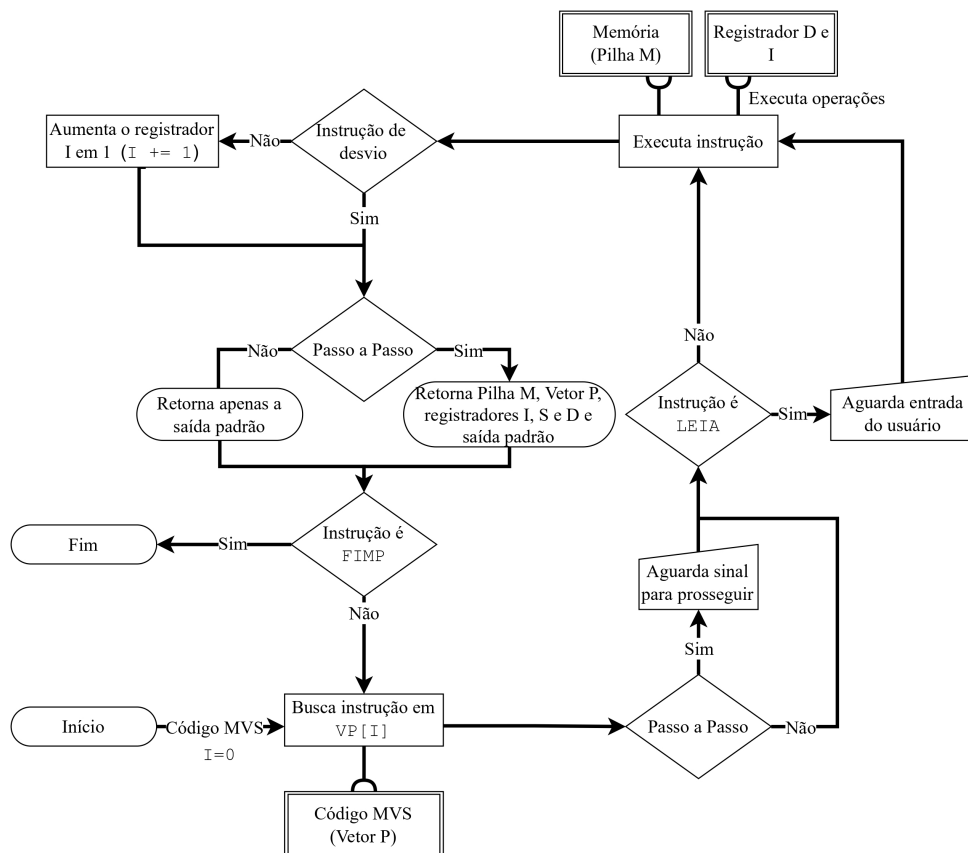 Memória
(Pilha M)
Registrador D e
I
Executa operações
Aumenta o registrador
I em 1 (I += 1)
Não
Instrução de
desvio
Executa instrução
Sim
Não
Passo a Passo
Sim
Não
Retorna apenas a
saída padrão
Retorna Pilha M, Vetor P,
registradores I, S e D e
saída padrão
Instrução é
LEIA
Sim
Aguarda entrada
do usuário
Fim
Sim
Instrução é
FIMP
Aguarda sinal
para prosseguir
Não
Sim
Início
Código MVS
I=0
Busca instrução em
VP[I]
Passo a Passo
Não
Código MVS
(Vetor P)